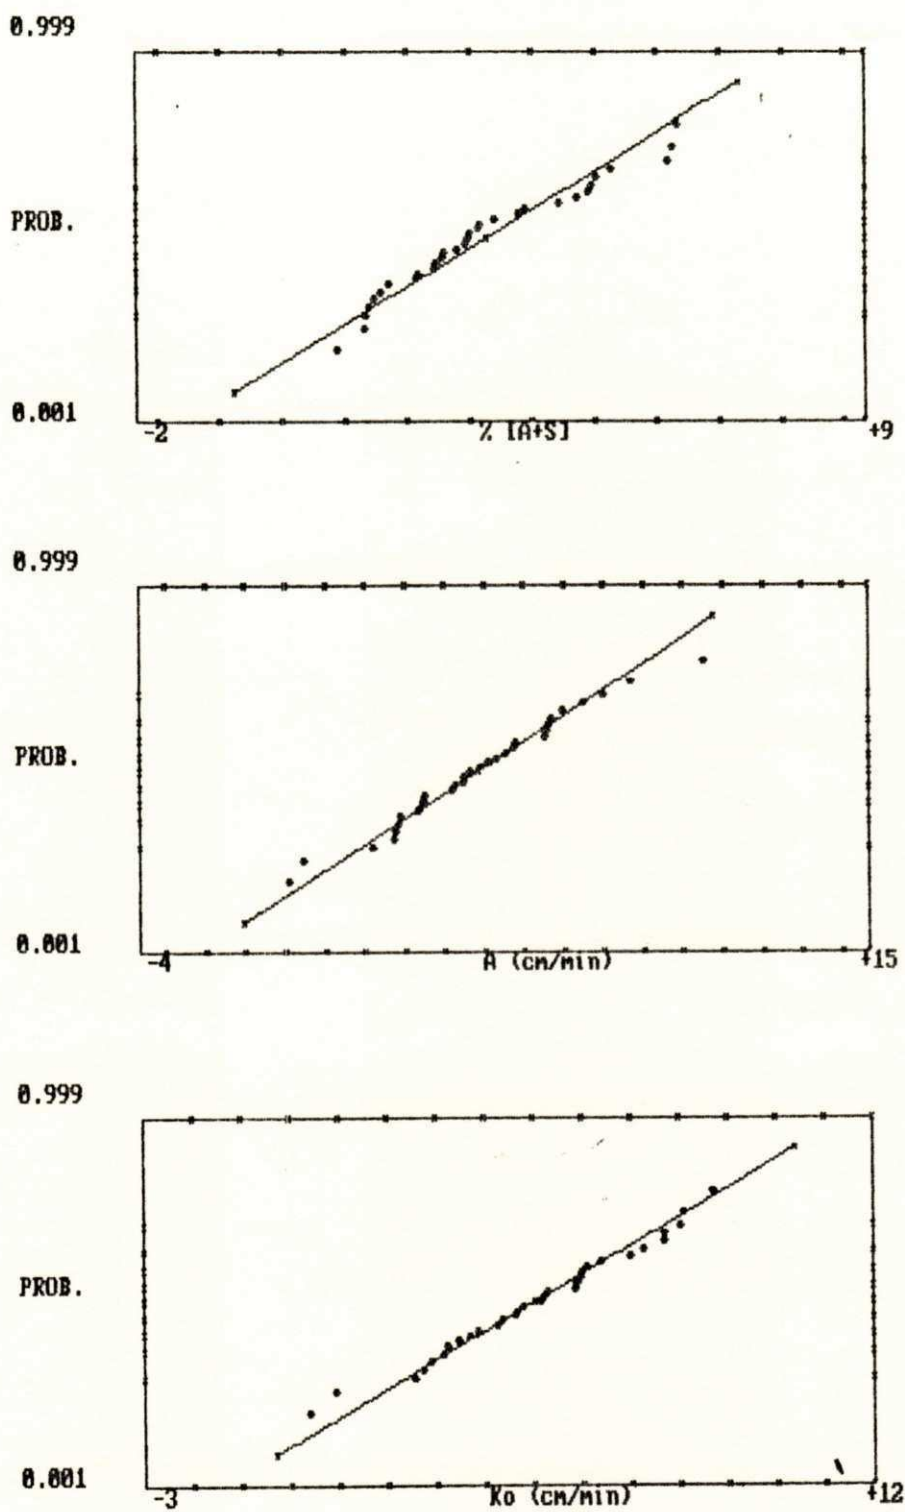 0.999
PROB.
0.001
-2 % [A+S] +9
0.999
PROB.
0.001
-4 A (cm/min) +15
0.999
PROB.
0.001
-3 Ko (cm/min) +12